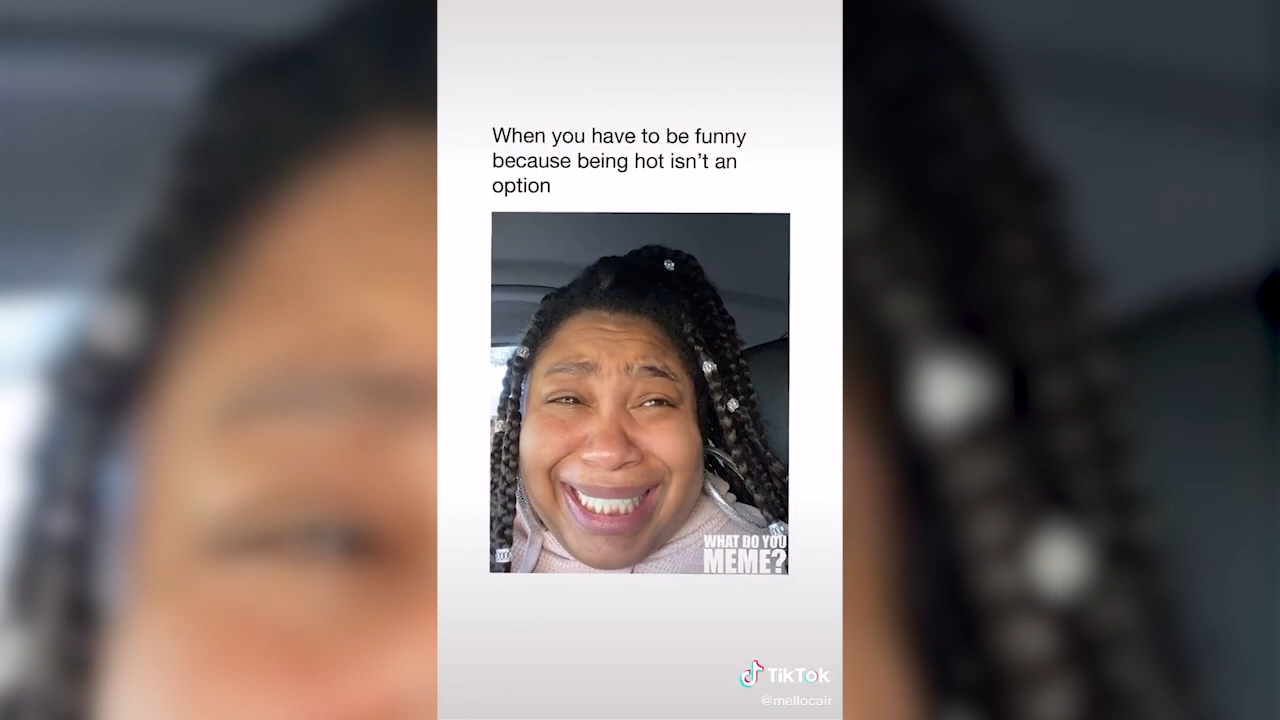 When you have to be funny
because being hot isn't an
option
WHAT DO YOU
MEME?
TikTok
@mellocair